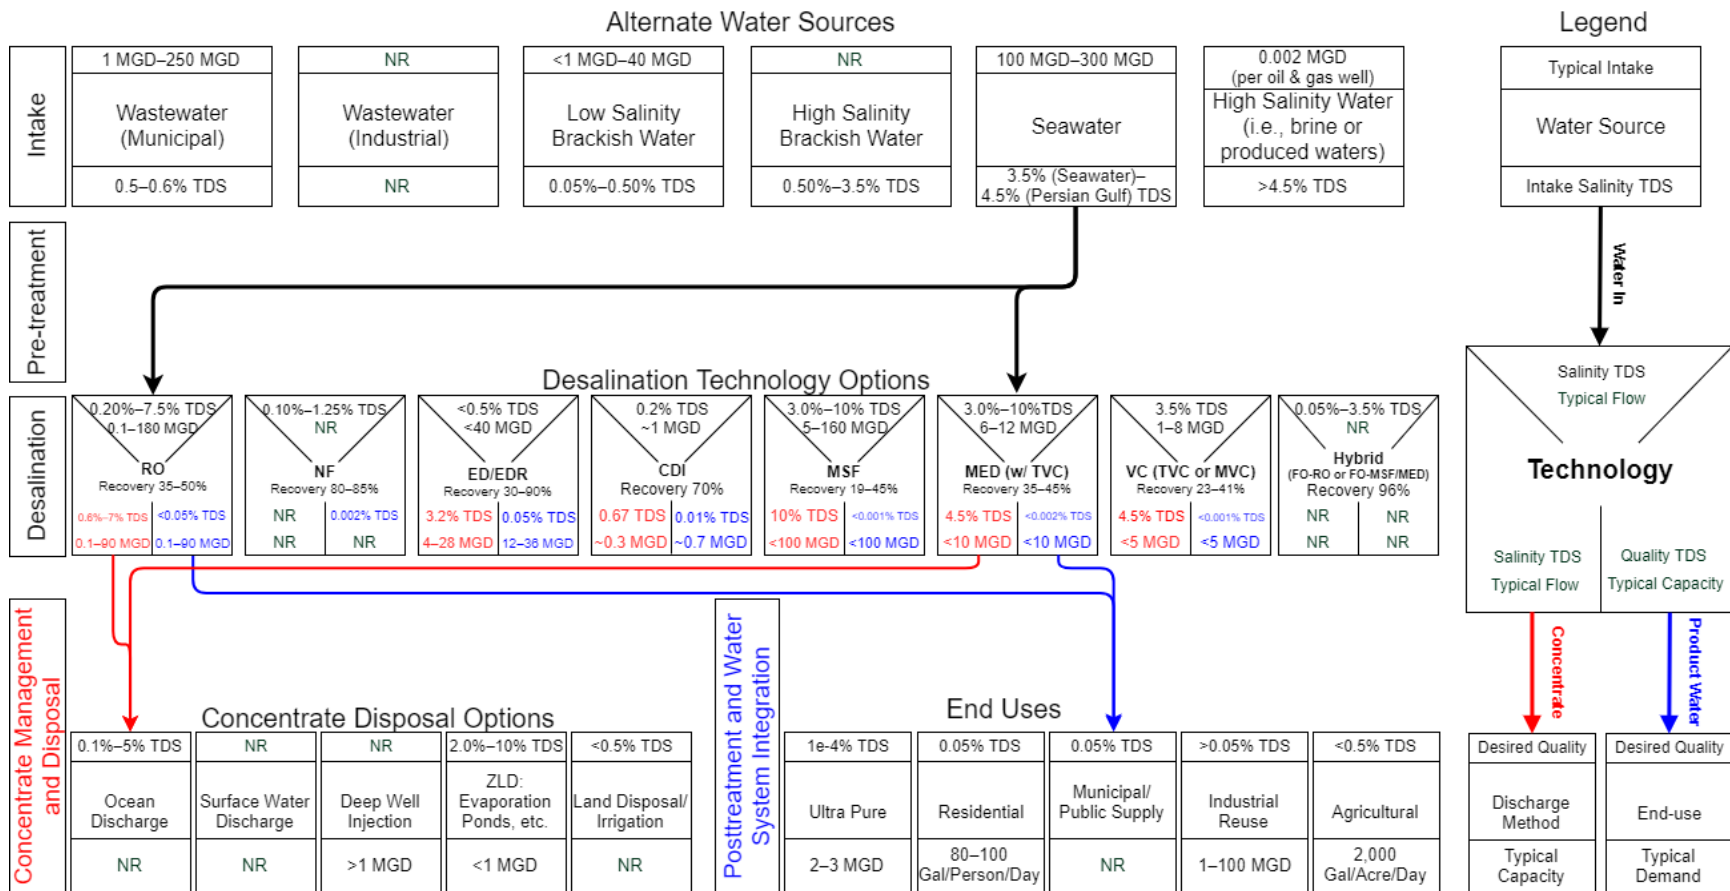 Alternate Water Sources
Legend
Intake
1 MGD–250 MGD
Wastewater
(Municipal)
0.5–0.6% TDS
NR
Wastewater
(Industrial)
NR
<1 MGD–40 MGD
Low Salinity
Brackish Water
0.05%–0.50% TDS
NR
High Salinity
Brackish Water
0.50%–3.5% TDS
100 MGD–300 MGD
Seawater
3.5% (Seawater)–
4.5% (Persian Gulf) TDS
0.002 MGD
(per oil & gas well)
High Salinity Water
(i.e., brine or
produced waters)
>4.5% TDS
Typical Intake
Water Source
Intake Salinity TDS
Pre-treatment
Water In
Desalination Technology Options
Desalination
0.20%–7.5% TDS
0.1–180 MGD
RO
Recovery 35–50%
0.6%–7% TDS
<0.05% TDS
0.1–90 MGD
0.1–90 MGD
0.10%–1.25% TDS
NR
NF
Recovery 80–85%
NR
0.002% TDS
NR
NR
<0.5% TDS
<40 MGD
ED/EDR
Recovery 30–90%
3.2% TDS
0.05% TDS
4–28 MGD
12–36 MGD
0.2% TDS
~1 MGD
CDI
Recovery 70%
0.67 TDS
0.01% TDS
~0.3 MGD
~0.7 MGD
3.0%–10% TDS
5–160 MGD
MSF
Recovery 19–45%
10% TDS
<0.001% TDS
<100 MGD
<100 MGD
3.0%–10%TDS
6–12 MGD
MED (w/ TVC)
Recovery 35–45%
4.5% TDS
<0.002% TDS
<10 MGD
<10 MGD
3.5% TDS
1–8 MGD
VC (TVC or MVC)
Recovery 23–41%
4.5% TDS
<0.001% TDS
<5 MGD
<5 MGD
0.05%–3.5% TDS
NR
Hybrid
(FO-RO or FO-MSF/MED)
Recovery 96%
NR
NR
NR
NR
Salinity TDS
Typical Flow
Technology
Salinity TDS
Typical Flow
Quality TDS
Typical Capacity
Concentrate
Product Water
Concentrate Management
and Disposal
Concentrate Disposal Options
0.1%–5% TDS
Ocean
Discharge
NR
NR
Surface Water
Discharge
NR
NR
Deep Well
Injection
>1 MGD
2.0%–10% TDS
ZLD:
Evaporation
Ponds, etc.
<1 MGD
<0.5% TDS
Land Disposal/
Irrigation
NR
Posttreatment and Water
System Integration
End Uses
1e-4% TDS
Ultra Pure
2–3 MGD
0.05% TDS
Residential
80–100
Gal/Person/Day
0.05% TDS
Municipal/
Public Supply
NR
>0.05% TDS
Industrial
Reuse
1–100 MGD
<0.5% TDS
Agricultural
2,000
Gal/Acre/Day
Desired Quality
Discharge
Method
Typical
Capacity
Desired Quality
End-use
Typical
Demand